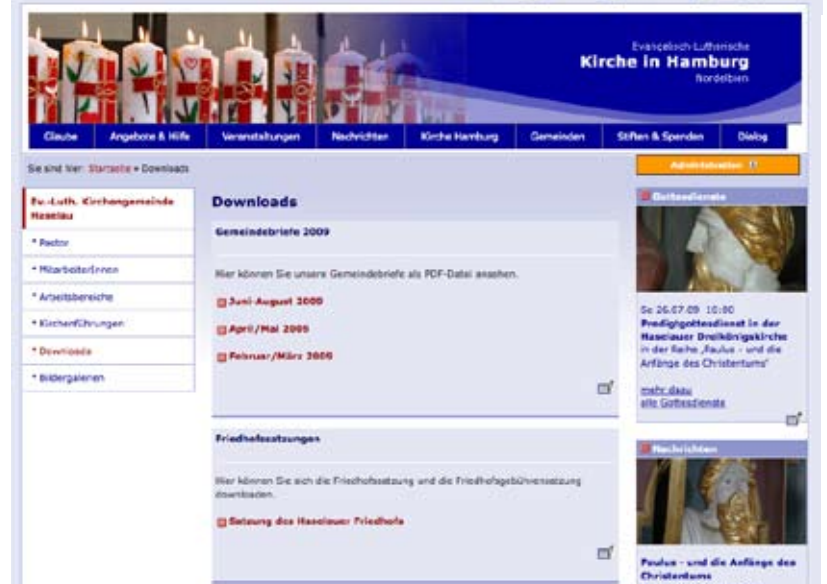 Evangelisch-Lutherische
Kirche in Hamburg
Nordelbien
Glaube Angebote & Hilfe Veranstaltungen Nachrichten Kirche Hamburg Gemeinden Stiften & Spenden Dialog
Sie sind hier: Startseite » Downloads
Administration
Ev.-Luth. Kirchengemeinde
Haselau
* Pastor
* MitarbeiterInnen
* Arbeitsbereiche
* Kirchenführungen
* Downloads
* Bildergalerien
Downloads
Gemeindebriefe 2009
Hier können Sie unsere Gemeindebriefe als PDF-Datei ansehen.
Juni-August 2009
April/Mai 2009
Februar/März 2009
Friedhofssatzungen
Hier können Sie sich die Friedhofssatzung und die Friedhofsgebührensatzung
downloaden.
Satzung des Haselauer Friedhofs
Gottesdienste
So 26.07.09 10:00
Predigtgottesdienst in der
Haselauer Dreikönigskirche
in der Reihe „Paulus - und die
Anfänge des Christentums"
mehr dazu
alle Gottesdienste
Nachrichten
Paulus - und die Anfänge des
Christentums